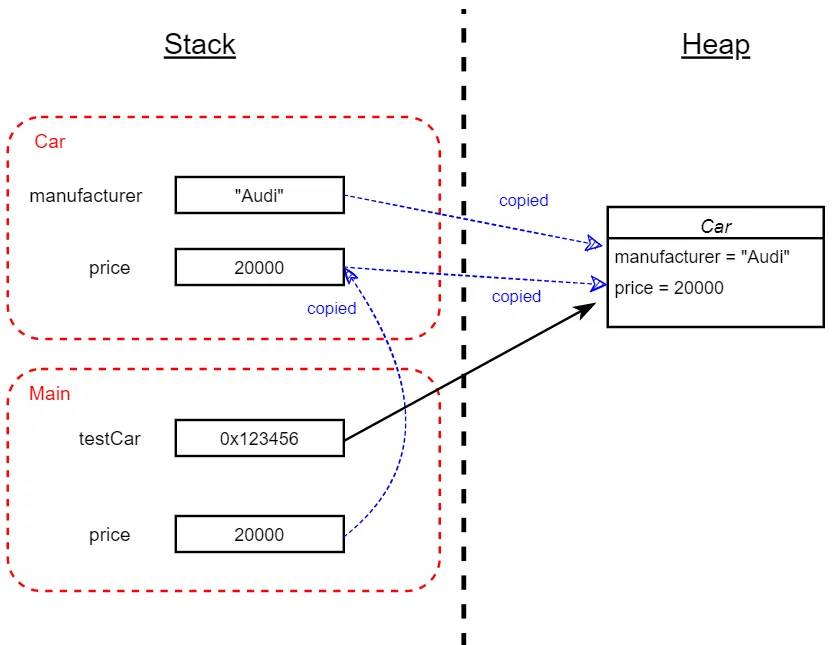 Stack
Heap
Car
manufacturer
"Audi"
copied
Car
manufacturer = "Audi"
price
20000
copied
copied
price = 20000
Main
testCar
0x123456
price
20000